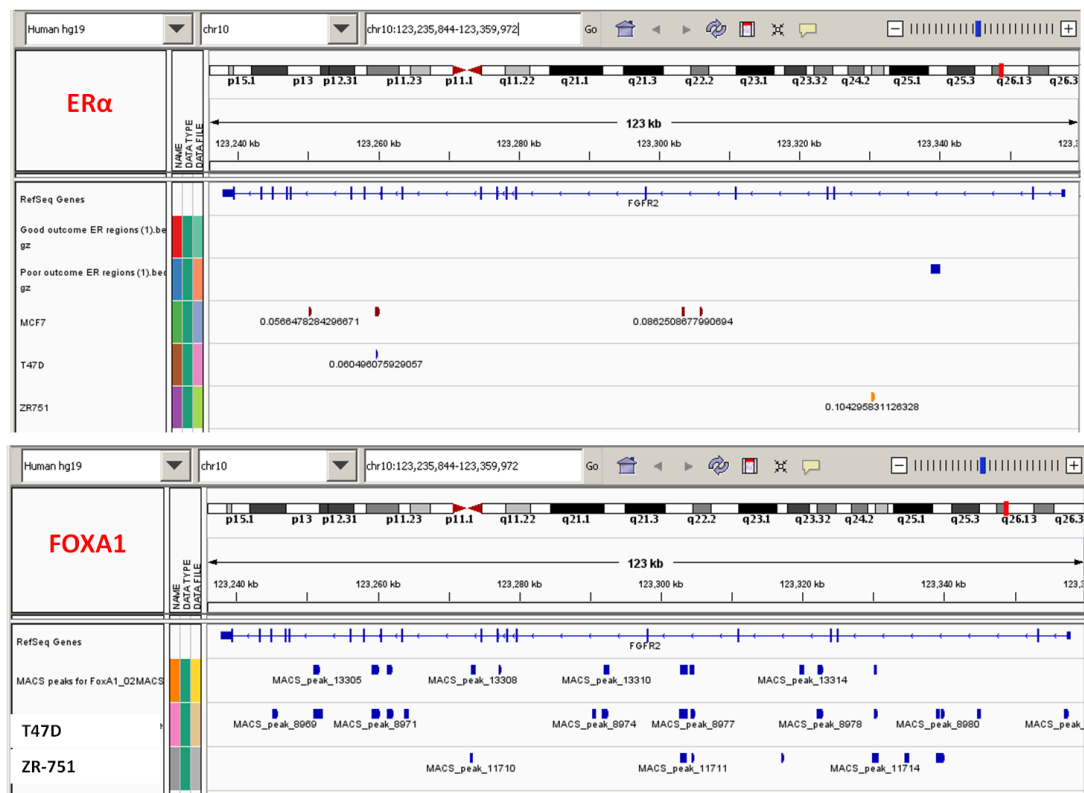 Human hg19 chr10 chr10:123,235,844-123,359,972 Go
p15.1 p13 p12.31 p11.23 p11.1 q11.22 q21.1 q21.3 q22.2 q23.1 q23.32 q24.2 q25.1 q25.3 q26.13 q26.3
ERα
NAME
DATA TYPE
DATA FILE
123 kb
123,240 kb 123,260 kb 123,280 kb 123,300 kb 123,320 kb 123,340 kb 123,3
RefSeq Genes
FGFR2
Good outcome ER regions (1).be
gz
Poor outcome ER regions (1).bed
gz
MCF7
0.0566478284296671 0.0862508677990694
T47D
0.060496075929057
ZR751
0.104295831126328
Human hg19 chr10 chr10:123,235,844-123,359,972 Go
p15.1 p13 p12.31 p11.23 p11.1 q11.22 q21.1 q21.3 q22.2 q23.1 q23.32 q24.2 q25.1 q25.3 q26.13 q26.3
FOXA1
NAME
DATA TYPE
DATA FILE
123 kb
123,240 kb 123,260 kb 123,280 kb 123,300 kb 123,320 kb 123,340 kb 123,3
RefSeq Genes
FGFR2
MACS peaks for FoxA1_02MACS
MACS_peak_13305 MACS_peak_13308 MACS_peak_13310 MACS_peak_13314
T47D
MACS_peak_8969 MACS_peak_8971 MACS_peak_8974 MACS_peak_8977 MACS_peak_8978 MACS_peak_8980 MACS_pe
ZR-751
MACS_peak_11710 MACS_peak_11711 MACS_peak_11714